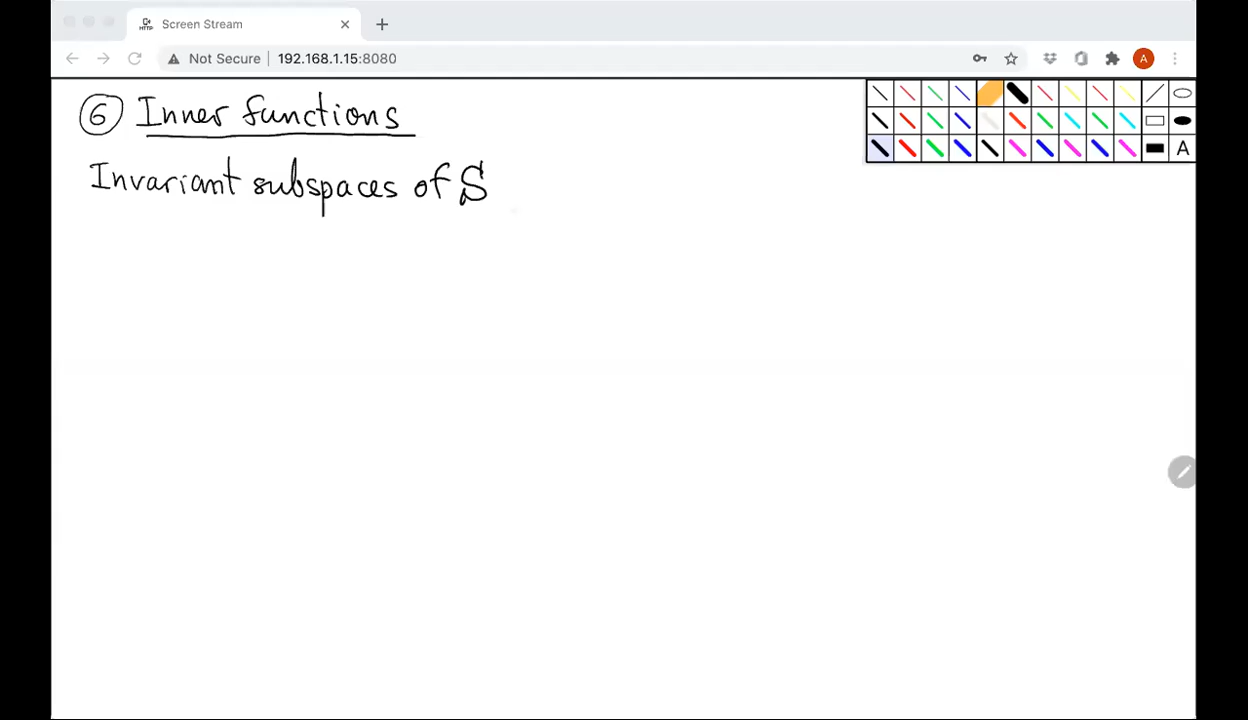 Screen Stream
Not Secure 192.168.1.15:8080
A
⑥ Inner functions
Invariant subspaces of S
A